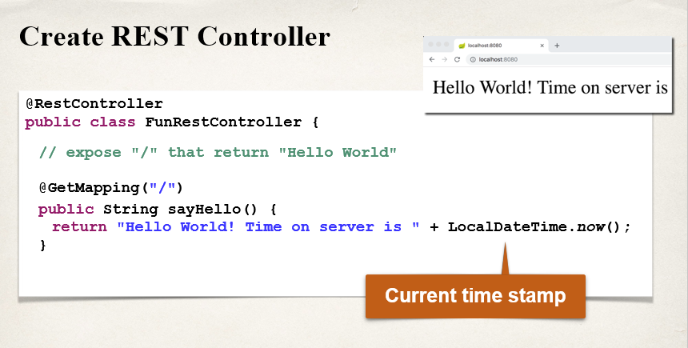 Create REST Controller
localhost:8080
localhost:8080
Hello World! Time on server is
@RestController
public class FunRestController {
// expose "/" that return "Hello World"
@GetMapping("/")
public String sayHello() {
return "Hello World! Time on server is " + LocalDateTime.now();
}
Current time stamp